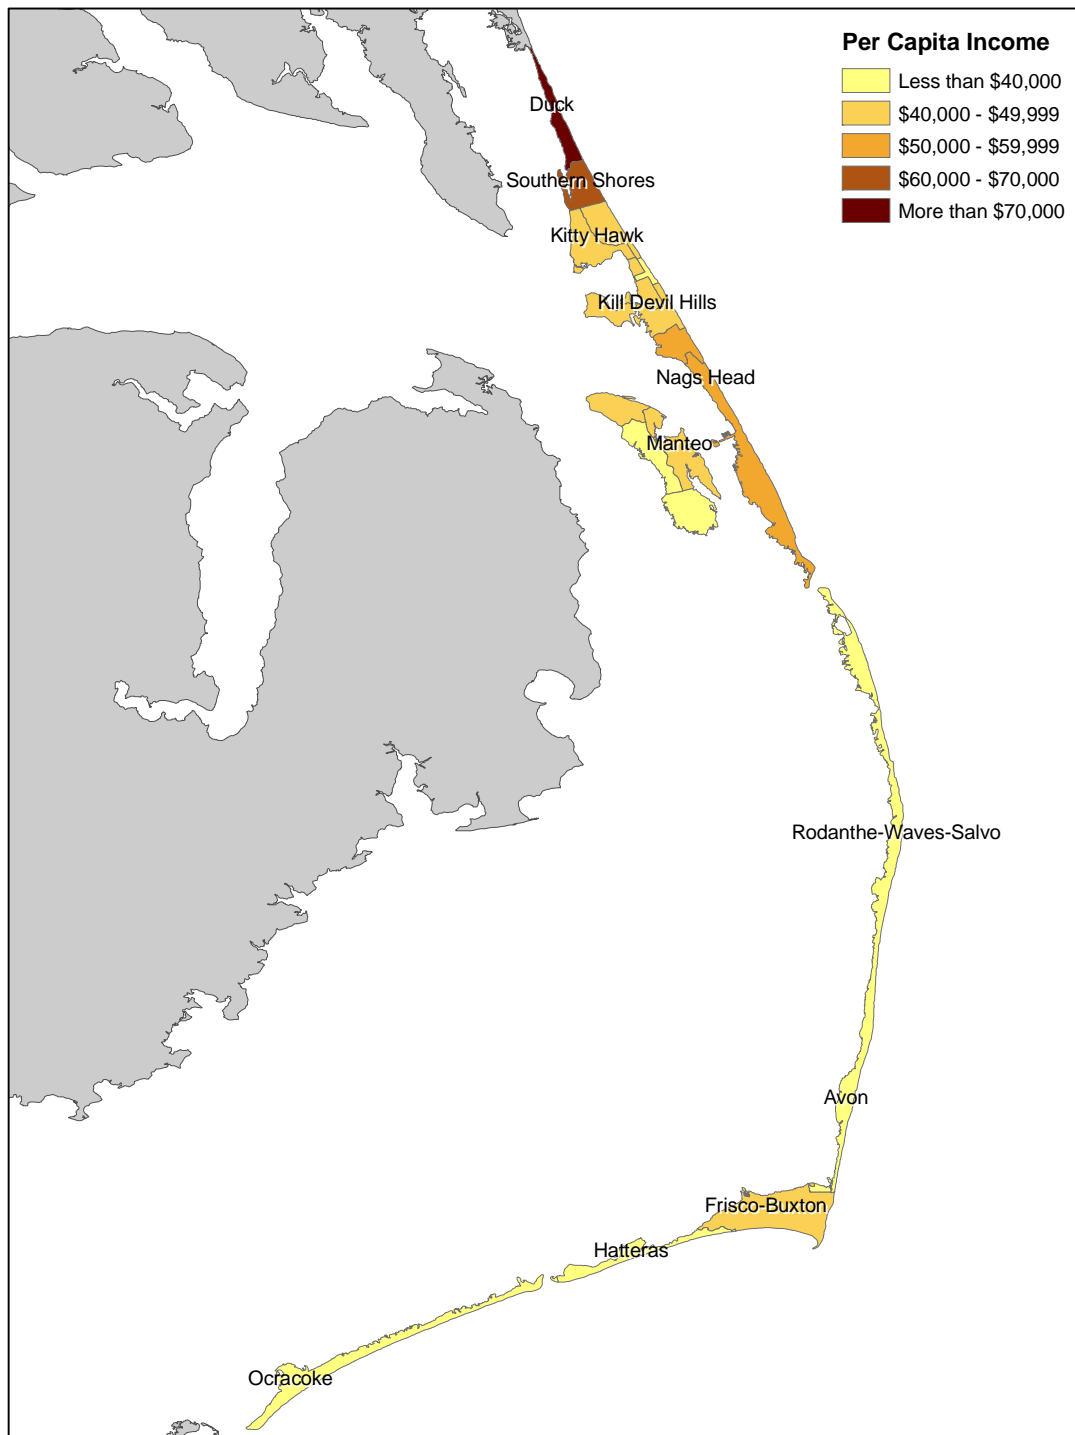 Per Capita Income
Less than $40,000
$40,000 - $49,999
$50,000 - $59,999
$60,000 - $70,000
More than $70,000
Duck
Southern Shores
Kitty Hawk
Kill Devil Hills
Nags Head
Manteo
Rodanthe-Waves-Salvo
Avon
Frisco-Buxton
Hatteras
Ocracoke